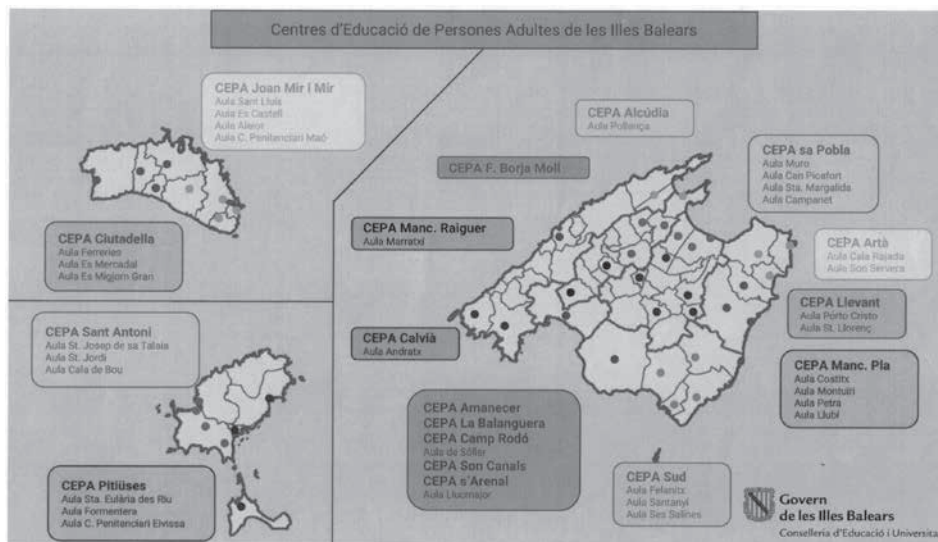 Centres d'Educació de Persones Adultes de les Illes Balears
CEPA Joan Mir i Mir
Aula Sant Lluís
Aula Es Castell
Aula Alaior
Aula C. Penitenciari Maó
CEPA Ciutadella
Aula Ferreries
Aula Es Mercadal
Aula Es Migjorn Gran
CEPA Sant Antoni
Aula St. Josep de sa Talaia
Aula St. Jordi
Aula Cala de Bou
CEPA Pitiüses
Aula Sta. Eulària des Riu
Aula Formentera
Aula C. Penitenciari Eivissa
CEPA Alcúdia
Aula Pollença
CEPA F. Borja Moll
CEPA Manc. Raiguer
Aula Marratxí
CEPA Calvià
Aula Andratx
CEPA sa Pobla
Aula Muro
Aula Can Picafort
Aula Sta. Margalida
Aula Campanet
CEPA Artà
Aula Cala Rajada
Aula Son Servera
CEPA Llevant
Aula Porto Cristo
Aula St. Llorenç
CEPA Manc. Pla
Aula Costitx
Aula Montuïri
Aula Petra
Aula Llubí
CEPA Amanecer
CEPA La Balanguera
CEPA Camp Rodó
Aula de Sóller
CEPA Son Canals
CEPA s'Arenal
Aula Llucmajor
CEPA Sud
Aula Felanitx
Aula Santanyí
Aula Ses Salines
Govern
de les Illes Balears
Conselleria d'Educació i Universitat